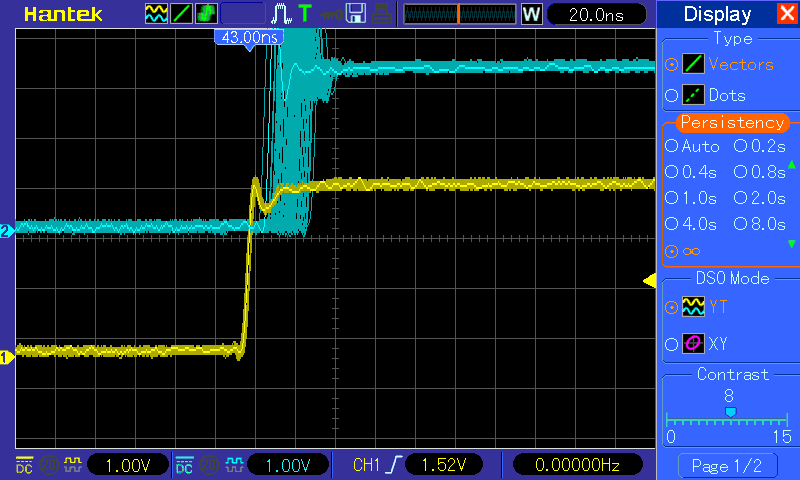 Hantek T W 20.0ns Display
43.00ns
Type
Vectors
Dots
Persistency
Auto 0.2s
0.4s 0.8s
1.0s 2.0s
4.0s 8.0s
∞
DSO Mode
YT
XY
Contrast
8
0 15
Page 1/2
2
1
DC 20 1.00V DC 20 1.00V CH1 1.52V 0.00000Hz